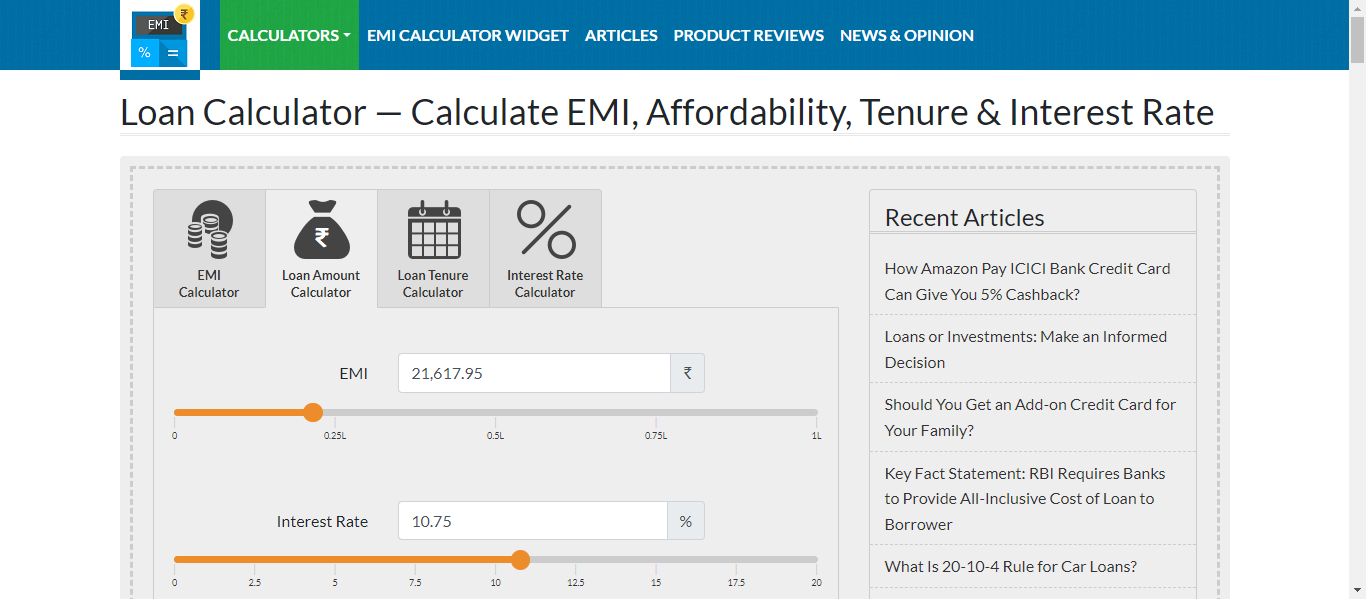 EMI
₹
%
=
CALCULATORS
EMI CALCULATOR WIDGET
ARTICLES
PRODUCT REVIEWS
NEWS & OPINION
Loan Calculator — Calculate EMI, Affordability, Tenure & Interest Rate
EMI
Calculator
₹
Loan Amount
Calculator
Loan Tenure
Calculator
Interest Rate
Calculator
EMI
21,617.95
₹
0
0.25L
0.5L
0.75L
1L
Interest Rate
10.75
%
0
2.5
5
7.5
10
12.5
15
17.5
20
Recent Articles
How Amazon Pay ICICI Bank Credit Card
Can Give You 5% Cashback?
Loans or Investments: Make an Informed
Decision
Should You Get an Add-on Credit Card for
Your Family?
Key Fact Statement: RBI Requires Banks
to Provide All-Inclusive Cost of Loan to
Borrower
What Is 20-10-4 Rule for Car Loans?